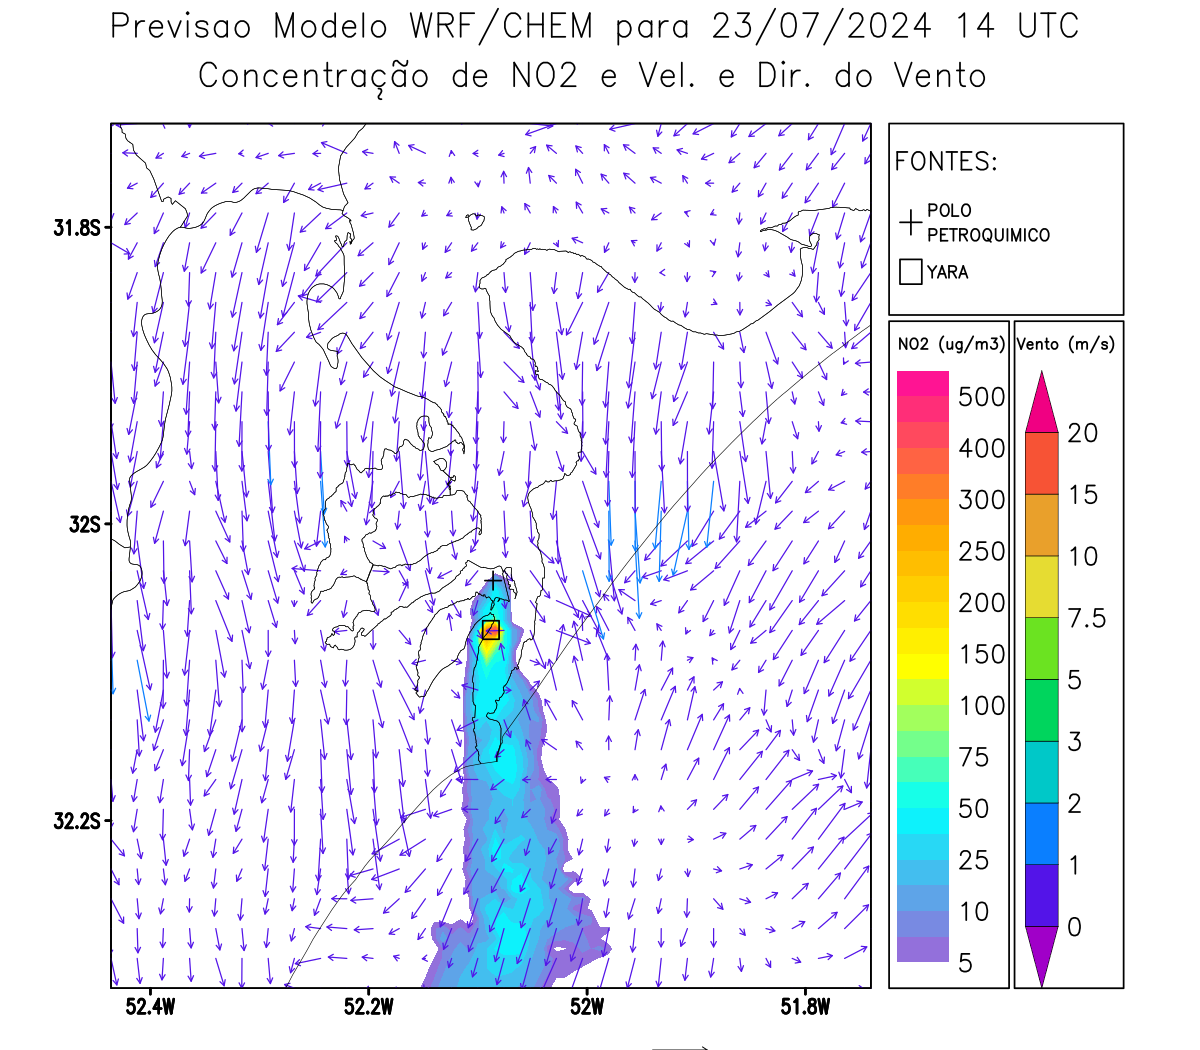 Previsao Modelo WRF/CHEM para 23/07/2024 14 UTC
Concentração de NO2 e Vel. e Dir. do Vento
FONTES:
POLO
PETROQUIMICO
YARA
31.8S
32S
32.2S
52.4W 52.2W 52W 51.8W
NO2 (ug/m3)
500
400
300
250
200
150
100
75
50
25
10
5
Vento (m/s)
20
15
10
7.5
5
3
2
1
0